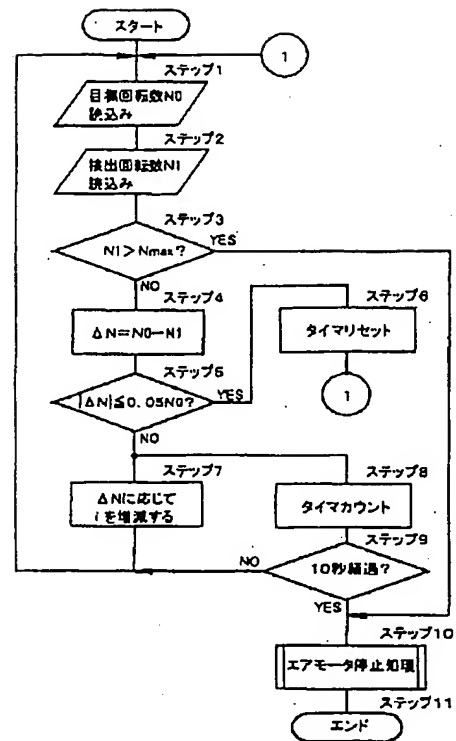 スタート
1
ステップ1
目標回転数N0
読込み
ステップ2
検出回転数N1
読込み
ステップ3
N1＞Nmax？
YES
NO
ステップ4
ΔN＝N0－N1
ステップ5
|ΔN|≦0.05N0？
YES
NO
ステップ6
タイマリセット
1
ステップ7
ΔNに応じて
iを増減する
ステップ8
タイマカウント
ステップ9
10秒経過？
NO
YES
ステップ10
エアモータ停止処理
ステップ11
エンド